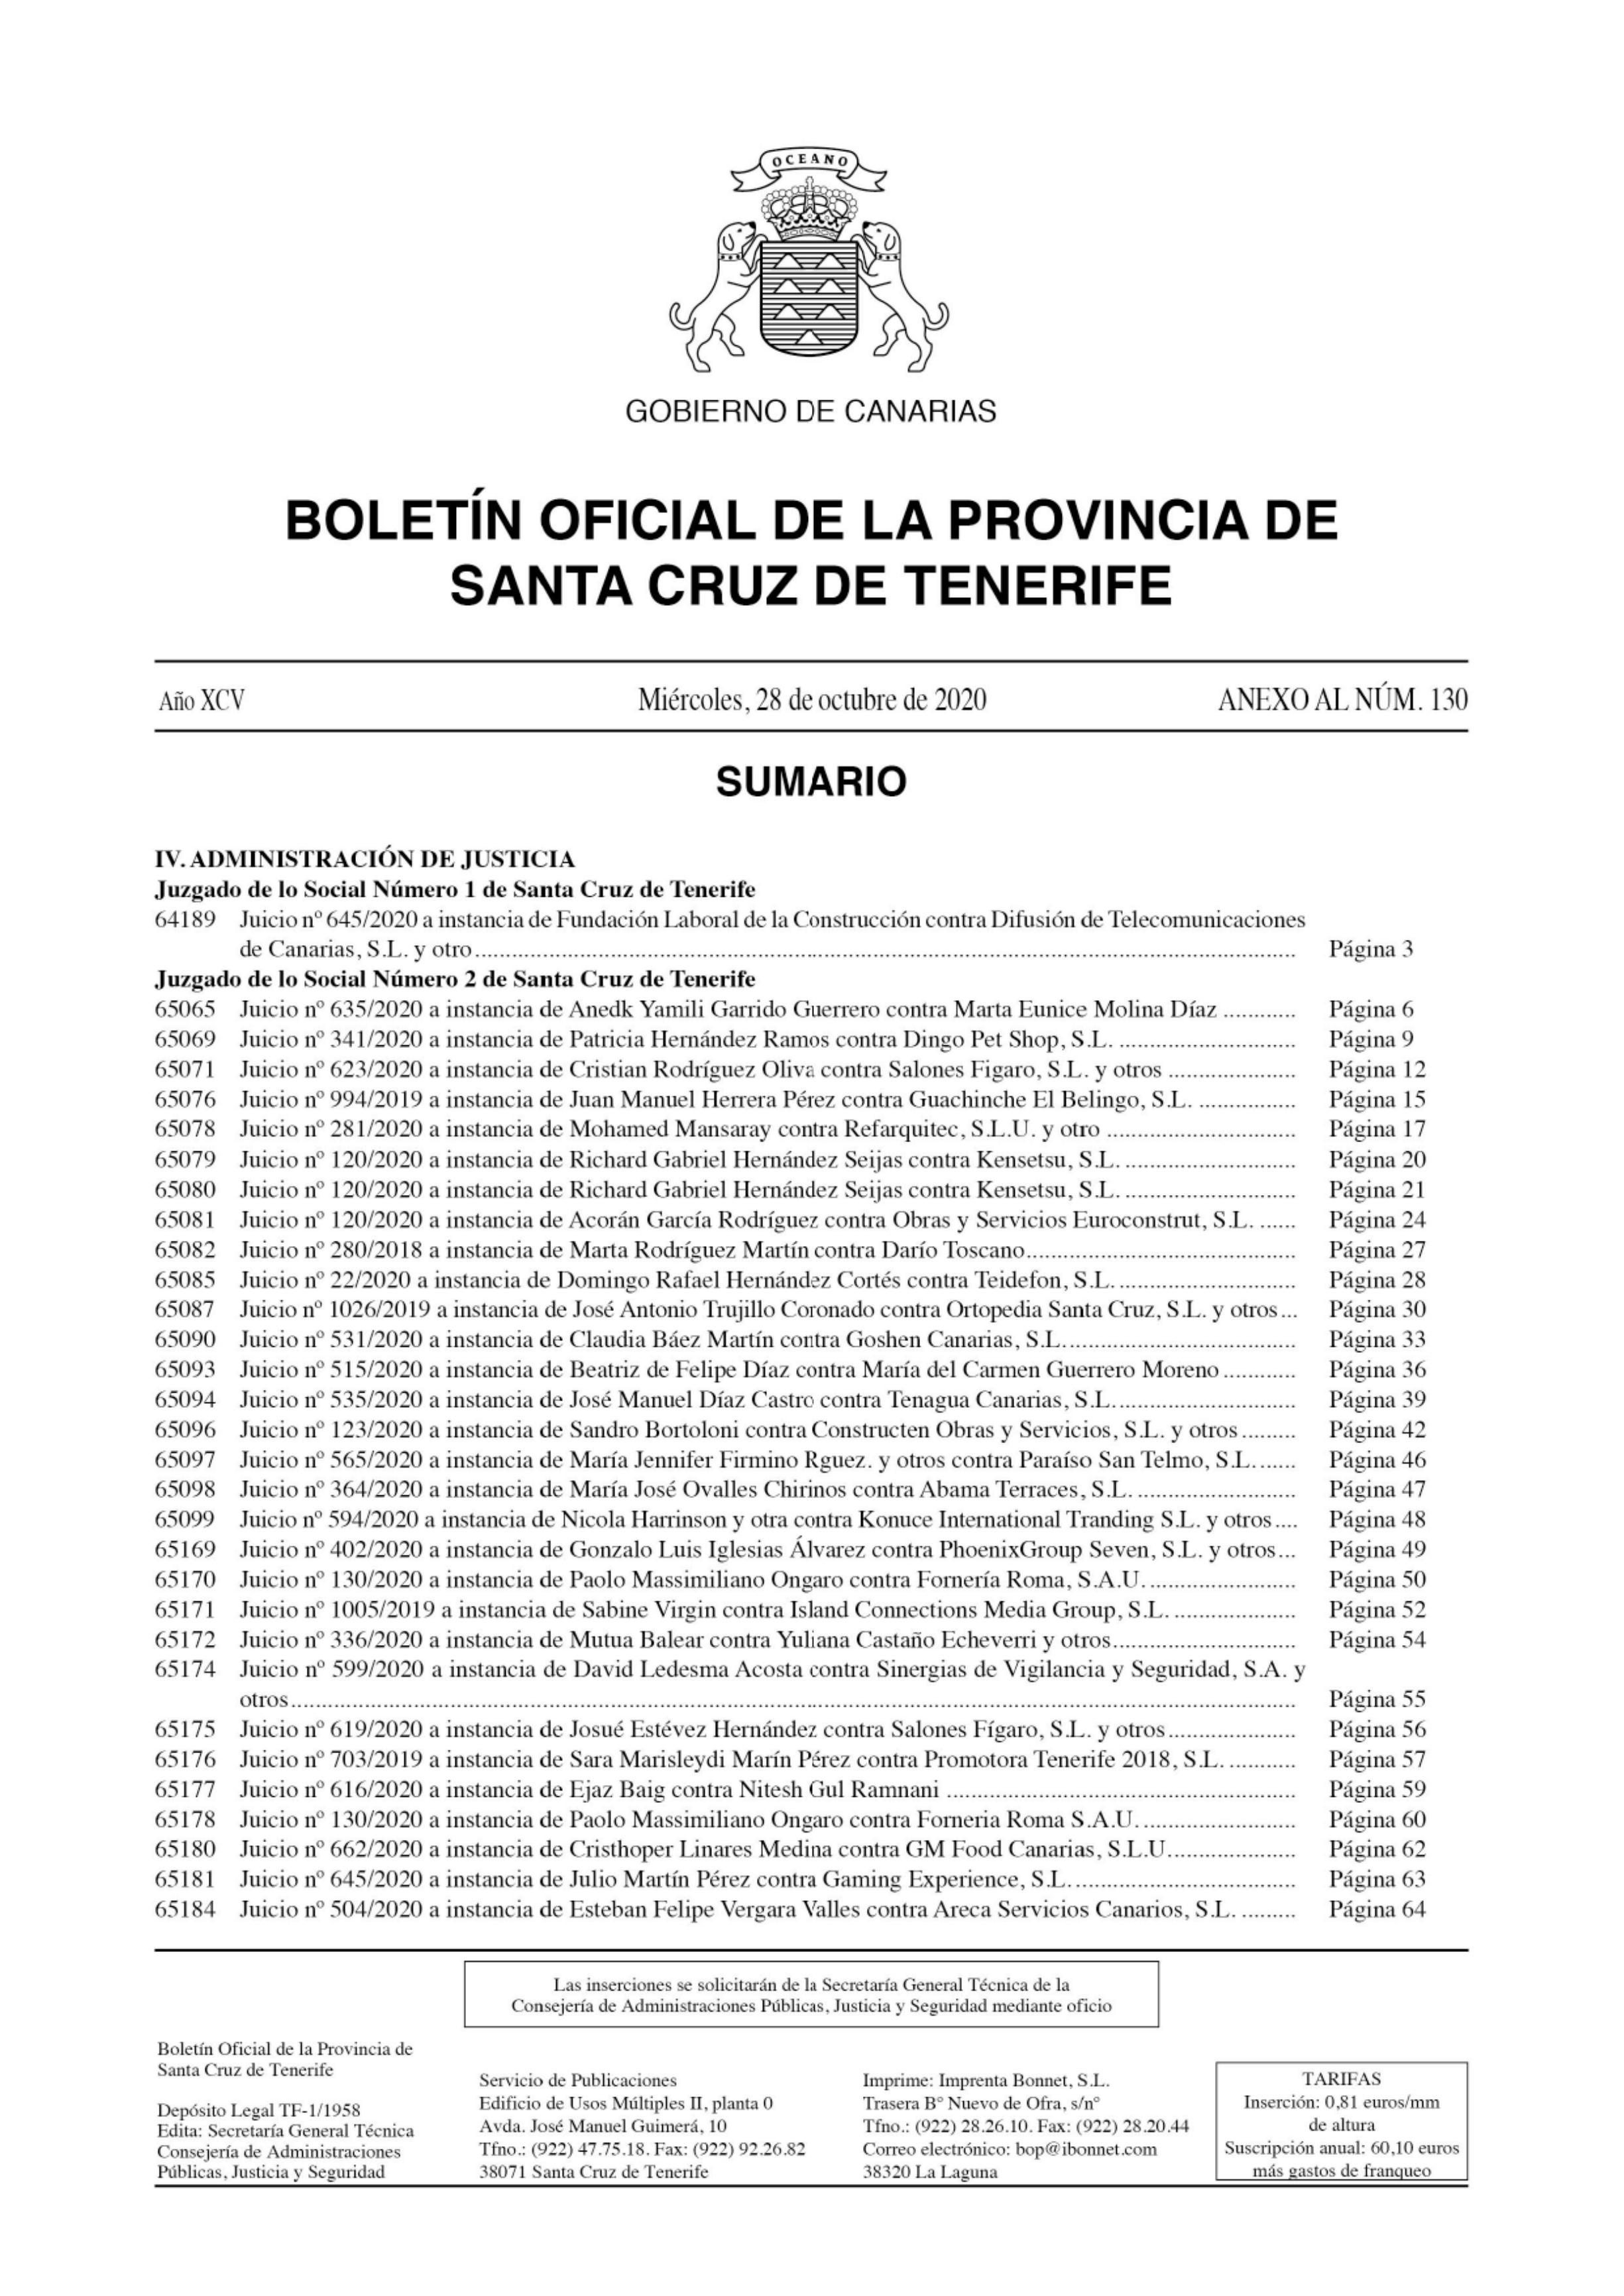 OCEANO
GOBIERNO DE CANARIAS
BOLETÍN OFICIAL DE LA PROVINCIA DE
SANTA CRUZ DE TENERIFE
Año XCV Miércoles, 28 de octubre de 2020 ANEXO AL NÚM. 130
SUMARIO
IV. ADMINISTRACIÓN DE JUSTICIA
Juzgado de lo Social Número 1 de Santa Cruz de Tenerife
64189 Juicio nº 645/2020 a instancia de Fundación Laboral de la Construcción contra Difusión de Telecomunicaciones
de Canarias, S.L. y otro ........ Página 3
Juzgado de lo Social Número 2 de Santa Cruz de Tenerife
65065 Juicio nº 635/2020 a instancia de Anedk Yamili Garrido Guerrero contra Marta Eunice Molina Díaz ........... Página 6
65069 Juicio nº 341/2020 a instancia de Patricia Hernández Ramos contra Dingo Pet Shop, S.L. ........ Página 9
65071 Juicio nº 623/2020 a instancia de Cristian Rodríguez Oliva contra Salones Figaro, S.L. y otros ........ Página 12
65076 Juicio nº 994/2019 a instancia de Juan Manuel Herrera Pérez contra Guachinche El Belingo, S.L. ........ Página 15
65078 Juicio nº 281/2020 a instancia de Mohamed Mansaray contra Refarquitec, S.L.U. y otro ........ Página 17
65079 Juicio nº 120/2020 a instancia de Richard Gabriel Hernández Seijas contra Kensetsu, S.L. ........ Página 20
65080 Juicio nº 120/2020 a instancia de Richard Gabriel Hernández Seijas contra Kensetsu, S.L. ........ Página 21
65081 Juicio nº 120/2020 a instancia de Acorán García Rodríguez contra Obras y Servicios Euroconstrut, S.L. ...... Página 24
65082 Juicio nº 280/2018 a instancia de Marta Rodríguez Martín contra Darío Toscano ........ Página 27
65085 Juicio nº 22/2020 a instancia de Domingo Rafael Hernández Cortés contra Teidefon, S.L. ........ Página 28
65087 Juicio nº 1026/2019 a instancia de José Antonio Trujillo Coronado contra Ortopedia Santa Cruz, S.L. y otros ... Página 30
65090 Juicio nº 531/2020 a instancia de Claudia Báez Martín contra Goshen Canarias, S.L. ........ Página 33
65093 Juicio nº 515/2020 a instancia de Beatriz de Felipe Díaz contra María del Carmen Guerrero Moreno ........ Página 36
65094 Juicio nº 535/2020 a instancia de José Manuel Díaz Castro contra Tenagua Canarias, S.L. ........ Página 39
65096 Juicio nº 123/2020 a instancia de Sandro Bortoloni contra Constructen Obras y Servicios, S.L. y otros ........ Página 42
65097 Juicio nº 565/2020 a instancia de María Jennifer Firmino Rguez. y otros contra Paraíso San Telmo, S.L. ...... Página 46
65098 Juicio nº 364/2020 a instancia de María José Ovalles Chirinos contra Abama Terraces, S.L. ........ Página 47
65099 Juicio nº 594/2020 a instancia de Nicola Harrinson y otra contra Konuce International Tranding S.L. y otros .... Página 48
65169 Juicio nº 402/2020 a instancia de Gonzalo Luis Iglesias Álvarez contra PhoenixGroup Seven, S.L. y otros ... Página 49
65170 Juicio nº 130/2020 a instancia de Paolo Massimiliano Ongaro contra Fornería Roma, S.A.U. ........ Página 50
65171 Juicio nº 1005/2019 a instancia de Sabine Virgin contra Island Connections Media Group, S.L. ........ Página 52
65172 Juicio nº 336/2020 a instancia de Mutua Balear contra Yuliana Castaño Echeverri y otros ........ Página 54
65174 Juicio nº 599/2020 a instancia de David Ledesma Acosta contra Sinergias de Vigilancia y Seguridad, S.A. y
otros ........ Página 55
65175 Juicio nº 619/2020 a instancia de Josué Estévez Hernández contra Salones Fígaro, S.L. y otros ........ Página 56
65176 Juicio nº 703/2019 a instancia de Sara Marisleydi Marín Pérez contra Promotora Tenerife 2018, S.L. ........ Página 57
65177 Juicio nº 616/2020 a instancia de Ejaz Baig contra Nitesh Gul Ramnani ........ Página 59
65178 Juicio nº 130/2020 a instancia de Paolo Massimiliano Ongaro contra Forneria Roma S.A.U. ........ Página 60
65180 Juicio nº 662/2020 a instancia de Cristhoper Linares Medina contra GM Food Canarias, S.L.U. ........ Página 62
65181 Juicio nº 645/2020 a instancia de Julio Martín Pérez contra Gaming Experience, S.L. ........ Página 63
65184 Juicio nº 504/2020 a instancia de Esteban Felipe Vergara Valles contra Areca Servicios Canarios, S.L. ........ Página 64
Las inserciones se solicitarán de la Secretaría General Técnica de la
Consejería de Administraciones Públicas, Justicia y Seguridad mediante oficio
Boletín Oficial de la Provincia de
Santa Cruz de Tenerife
Depósito Legal TF-1/1958
Edita: Secretaría General Técnica
Consejería de Administraciones
Públicas, Justicia y Seguridad
Servicio de Publicaciones
Edificio de Usos Múltiples II, planta 0
Avda. José Manuel Guimerá, 10
Tfno.: (922) 47.75.18. Fax: (922) 92.26.82
38071 Santa Cruz de Tenerife
Imprime: Imprenta Bonnet, S.L.
Trasera Bº Nuevo de Ofra, s/nº
Tfno.: (922) 28.26.10. Fax: (922) 28.20.44
Correo electrónico: bop@ibonnet.com
38320 La Laguna
TARIFAS
Inserción: 0,81 euros/mm
de altura
Suscripción anual: 60,10 euros
más gastos de franqueo